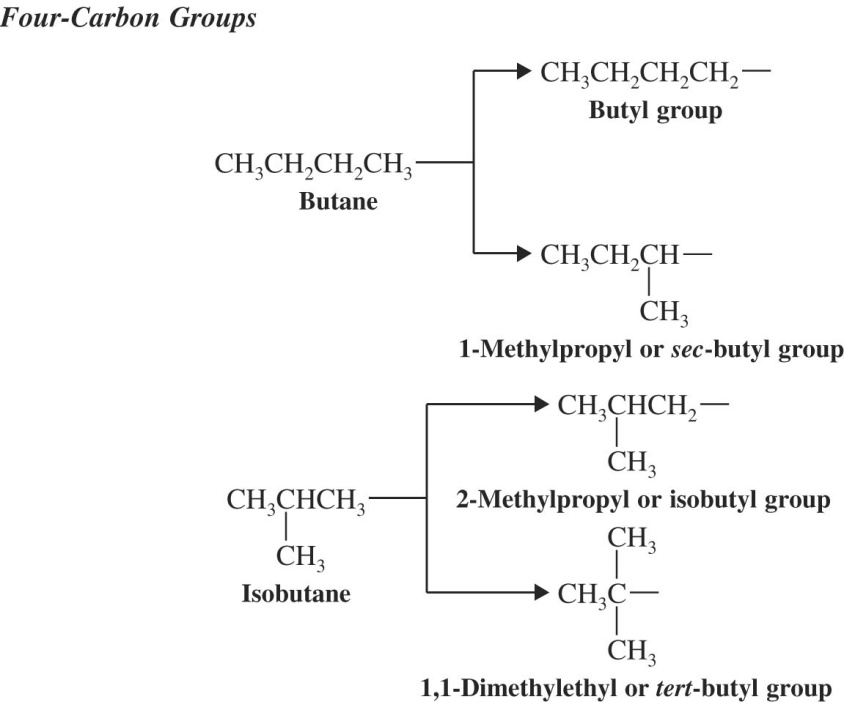 Four-Carbon Groups
CH₃CH₂CH₂CH₂—
Butyl group
CH₃CH₂CH₂CH₃
Butane
CH₃CH₂CH—
CH₃
1-Methylpropyl or sec-butyl group
CH₃CHCH₂—
CH₃
2-Methylpropyl or isobutyl group
CH₃CHCH₃
CH₃
Isobutane
CH₃
CH₃C—
CH₃
1,1-Dimethylethyl or tert-butyl group